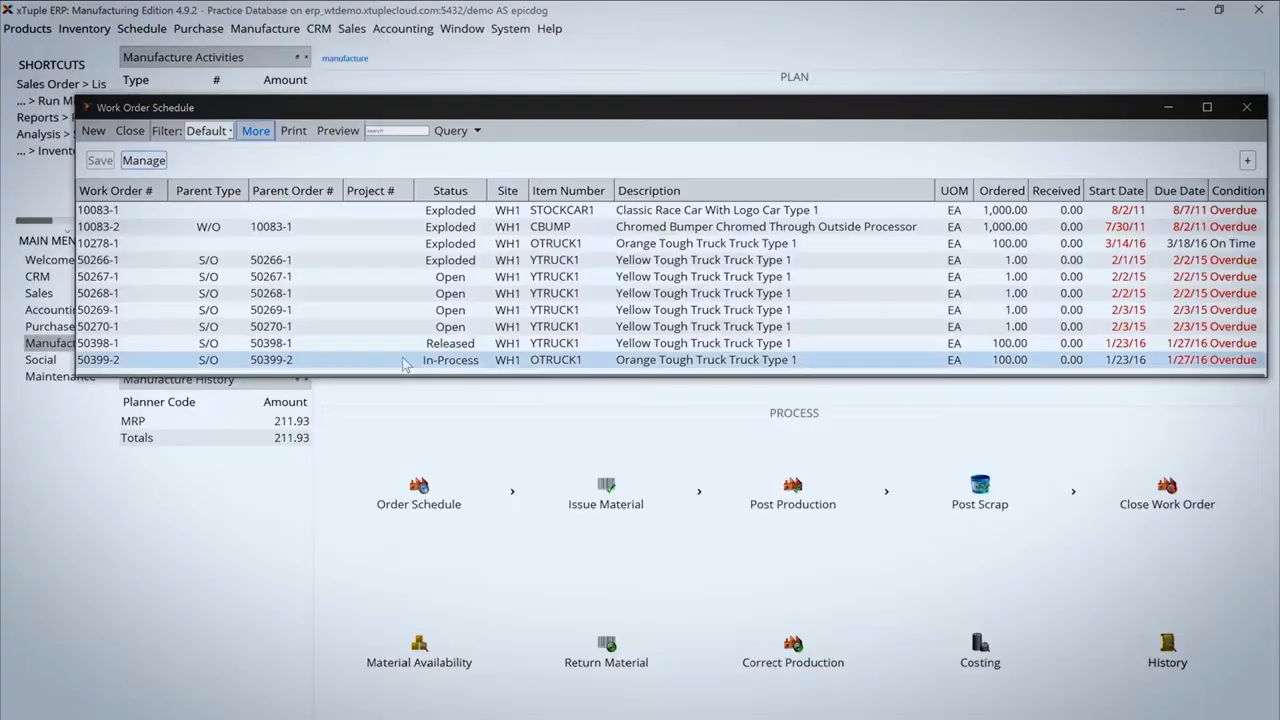 xTuple ERP: Manufacturing Edition 4.9.2 - Practice Database on erp_wtdemo.xtuplecloud.com:5432/demo AS epicdog
Products Inventory Schedule Purchase Manufacture CRM Sales Accounting Window System Help
SHORTCUTS
Sales Order > Lis
... > Run M
Reports >
Analysis >
... > Invent
MAIN MEN
Welcome
CRM
Sales
Accounti
Purchase
Manufact
Social
Maintenan
Manufacture Activities
Type # Amount
manufacture
PLAN
Work Order Schedule
New Close Filter: Default More Print Preview search Query
Save Manage +
Work Order # Parent Type Parent Order # Project # Status Site Item Number Description UOM Ordered Received Start Date Due Date Condition
10083-1 Exploded WH1 STOCKCAR1 Classic Race Car With Logo Car Type 1 EA 1,000.00 0.00 8/2/11 8/7/11 Overdue
10083-2 W/O 10083-1 Exploded WH1 CBUMP Chromed Bumper Chromed Through Outside Processor EA 1,000.00 0.00 7/30/11 8/2/11 Overdue
10278-1 Exploded WH1 OTRUCK1 Orange Tough Truck Truck Type 1 EA 100.00 0.00 3/14/16 3/18/16 On Time
50266-1 S/O 50266-1 Exploded WH1 YTRUCK1 Yellow Tough Truck Truck Type 1 EA 1.00 0.00 2/1/15 2/2/15 Overdue
50267-1 S/O 50267-1 Open WH1 YTRUCK1 Yellow Tough Truck Truck Type 1 EA 1.00 0.00 2/2/15 2/2/15 Overdue
50268-1 S/O 50268-1 Open WH1 YTRUCK1 Yellow Tough Truck Truck Type 1 EA 1.00 0.00 2/2/15 2/2/15 Overdue
50269-1 S/O 50269-1 Open WH1 YTRUCK1 Yellow Tough Truck Truck Type 1 EA 1.00 0.00 2/3/15 2/3/15 Overdue
50270-1 S/O 50270-1 Open WH1 YTRUCK1 Yellow Tough Truck Truck Type 1 EA 1.00 0.00 2/3/15 2/3/15 Overdue
50398-1 S/O 50398-1 Released WH1 YTRUCK1 Yellow Tough Truck Truck Type 1 EA 100.00 0.00 1/23/16 1/27/16 Overdue
50399-2 S/O 50399-2 In-Process WH1 OTRUCK1 Orange Tough Truck Truck Type 1 EA 100.00 0.00 1/23/16 1/27/16 Overdue
Manufacture History
Planner Code Amount
MRP 211.93
Totals 211.93
PROCESS
Order Schedule > Issue Material > Post Production > Post Scrap > Close Work Order
Material Availability Return Material Correct Production Costing History